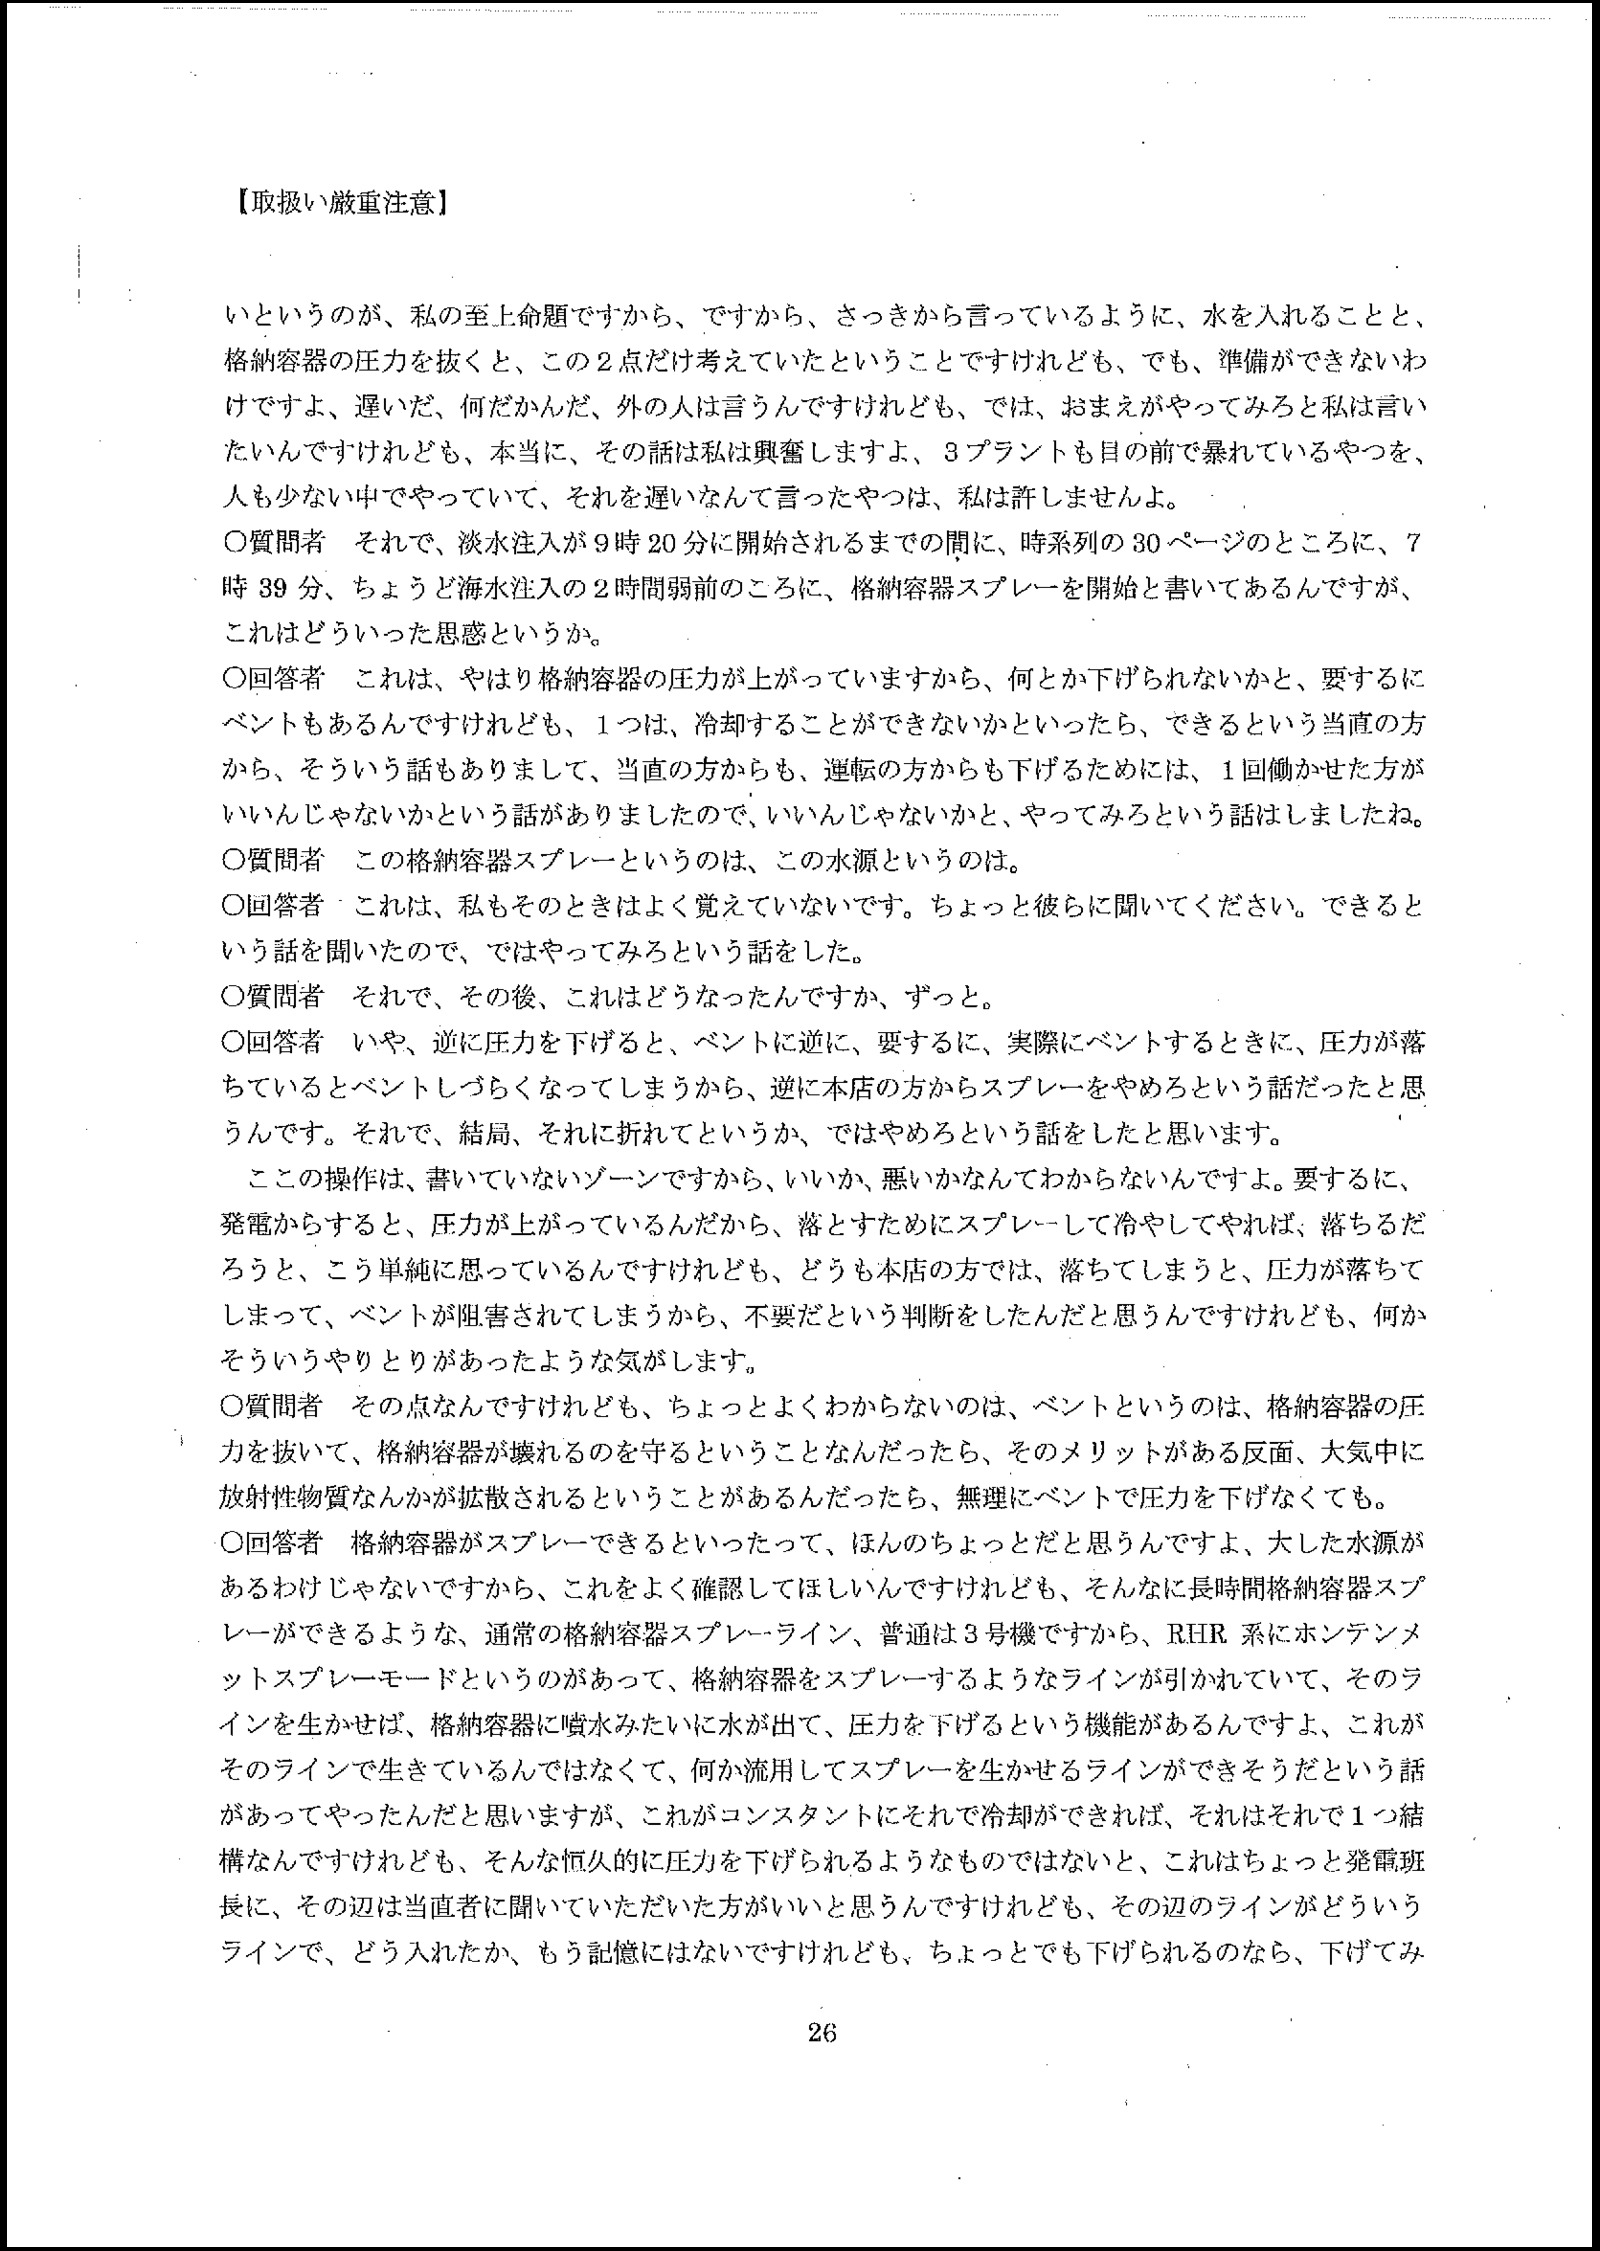 【取扱い厳重注意】
いというのが、私の至上命題ですから、ですから、さっきから言っているように、水を入れることと、
格納容器の圧力を抜くと、この２点だけ考えていたということですけれども、でも、準備ができないわ
けですよ、遅いだ、何だかんだ、外の人は言うんですけれども、では、おまえがやってみろと私は言い
たいんですけれども、本当に、その話は私は興奮しますよ、３プラントも目の前で暴れているやつを、
人も少ない中でやっていて、それを遅いなんて言ったやつは、私は許しませんよ。
○質問者　それで、淡水注入が９時 20 分に開始されるまでの間に、時系列の 30 ページのところに、７
時 39 分、ちょうど海水注入の２時間弱前のころに、格納容器スプレーを開始と書いてあるんですが、
これはどういった思惑というか。
○回答者　これは、やはり格納容器の圧力が上がっていますから、何とか下げられないかと、要するに
ベントもあるんですけれども、１つは、冷却することができないかといったら、できるという当直の方
から、そういう話もありまして、当直の方からも、運転の方からも下げるためには、１回働かせた方が
いいんじゃないかという話がありましたので、いいんじゃないかと、やってみろという話はしましたね。
○質問者　この格納容器スプレーというのは、この水源というのは。
○回答者　これは、私もそのときはよく覚えていないです。ちょっと彼らに聞いてください。できると
いう話を聞いたので、ではやってみろという話をした。
○質問者　それで、その後、これはどうなったんですか、ずっと。
○回答者　いや、逆に圧力を下げると、ベントに逆に、要するに、実際にベントするときに、圧力が落
ちているとベントしづらくなってしまうから、逆に本店の方からスプレーをやめろという話だったと思
うんです。それで、結局、それに折れてというか、ではやめろという話をしたと思います。
　ここの操作は、書いていないゾーンですから、いいか、悪いかなんてわからないんですよ。要するに、
発電からすると、圧力が上がっているんだから、落とすためにスプレーして冷やしてやれば、落ちるだ
ろうと、こう単純に思っているんですけれども、どうも本店の方では、落ちてしまうと、圧力が落ちて
しまって、ベントが阻害されてしまうから、不要だという判断をしたんだと思うんですけれども、何か
そういうやりとりがあったような気がします。
○質問者　その点なんですけれども、ちょっとよくわからないのは、ベントというのは、格納容器の圧
力を抜いて、格納容器が壊れるのを守るということなんだったら、そのメリットがある反面、大気中に
放射性物質なんかが拡散されるということがあるんだったら、無理にベントで圧力を下げなくても。
○回答者　格納容器がスプレーできるといったって、ほんのちょっとだと思うんですよ、大した水源が
あるわけじゃないですから、これをよく確認してほしいんですけれども、そんなに長時間格納容器スプ
レーができるような、通常の格納容器スプレーライン、普通は３号機ですから、RHR 系にホンテンメ
ットスプレーモードというのがあって、格納容器をスプレーするようなラインが引かれていて、そのラ
インを生かせば、格納容器に噴水みたいに水が出て、圧力を下げるという機能があるんですよ、これが
そのラインで生きているんではなくて、何か流用してスプレーを生かせるラインができそうだという話
があってやったんだと思いますが、これがコンスタントにそれで冷却ができれば、それはそれで１つ結
構なんですけれども、そんな恒久的に圧力を下げられるようなものではないと、これはちょっと発電班
長に、その辺は当直者に聞いていただいた方がいいと思うんですけれども、その辺のラインがどういう
ラインで、どう入れたか、もう記憶にはないですけれども、ちょっとでも下げられるのなら、下げてみ
26